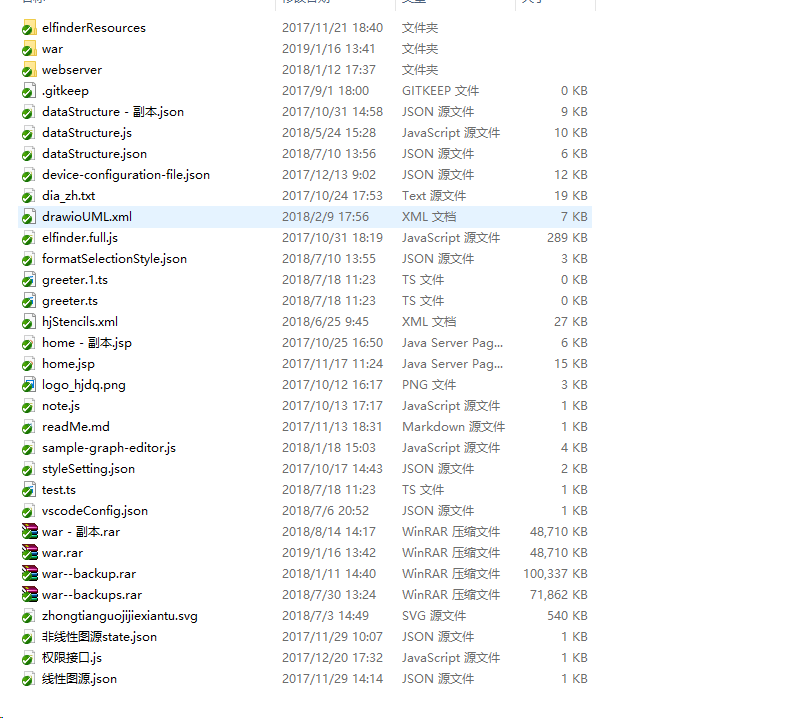 elfinderResources 2017/11/21 18:40 文件夹
war 2019/1/16 13:41 文件夹
webserver 2018/1/12 17:37 文件夹
.gitkeep 2017/9/1 18:00 GITKEEP 文件 0 KB
dataStructure - 副本.json 2017/10/31 14:58 JSON 源文件 9 KB
dataStructure.js 2018/5/24 15:28 JavaScript 源文件 10 KB
dataStructure.json 2018/7/10 13:56 JSON 源文件 6 KB
device-configuration-file.json 2017/12/13 9:02 JSON 源文件 12 KB
dia_zh.txt 2017/10/24 17:53 Text 源文件 19 KB
drawioUML.xml 2018/2/9 17:56 XML 文档 7 KB
elfinder.full.js 2017/10/31 18:19 JavaScript 源文件 289 KB
formatSelectionStyle.json 2018/7/10 13:55 JSON 源文件 3 KB
greeter.1.ts 2018/7/18 11:23 TS 文件 0 KB
greeter.ts 2018/7/18 11:23 TS 文件 0 KB
hjStencils.xml 2018/6/25 9:45 XML 文档 27 KB
home - 副本.jsp 2017/10/25 16:50 Java Server Pag... 6 KB
home.jsp 2017/11/17 11:24 Java Server Pag... 15 KB
logo_hjdq.png 2017/10/12 16:17 PNG 文件 3 KB
note.js 2017/10/13 17:17 JavaScript 源文件 1 KB
readMe.md 2017/11/13 18:31 Markdown 源文件 1 KB
sample-graph-editor.js 2018/1/18 15:03 JavaScript 源文件 4 KB
styleSetting.json 2017/10/17 14:43 JSON 源文件 2 KB
test.ts 2018/7/18 11:23 TS 文件 1 KB
vscodeConfig.json 2018/7/6 20:52 JSON 源文件 1 KB
war - 副本.rar 2018/8/14 14:17 WinRAR 压缩文件 48,710 KB
war.rar 2019/1/16 13:42 WinRAR 压缩文件 48,710 KB
war--backup.rar 2018/1/11 14:40 WinRAR 压缩文件 100,337 KB
war--backups.rar 2018/7/30 13:24 WinRAR 压缩文件 71,862 KB
zhongtianguojijiexiantu.svg 2018/7/3 14:49 SVG 源文件 540 KB
非线性图源state.json 2017/11/29 10:07 JSON 源文件 1 KB
权限接口.js 2017/12/20 17:32 JavaScript 源文件 1 KB
线性图源.json 2017/11/29 14:14 JSON 源文件 1 KB